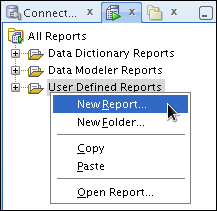 Connect...
All Reports
Data Dictionary Reports
Data Modeler Reports
User Defined Reports
New Report...
New Folder...
Copy
Paste
Open Report...